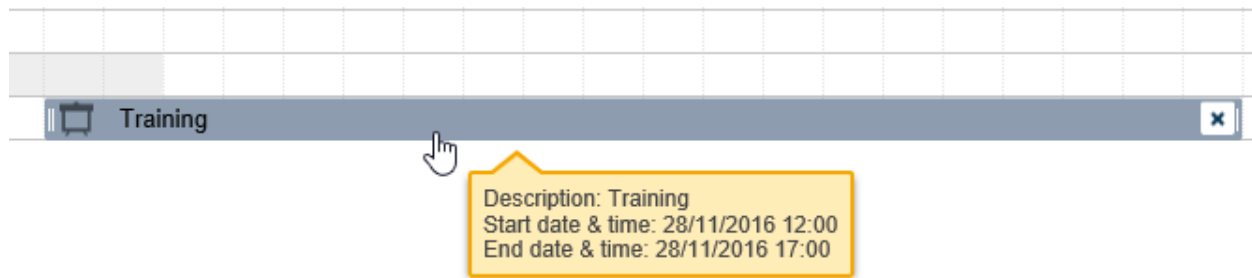 Training
Description: Training
Start date & time: 28/11/2016 12:00
End date & time: 28/11/2016 17:00